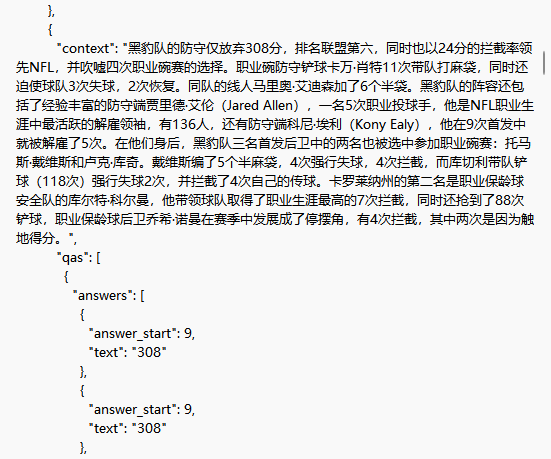 },
{
"context": "黑豹队的防守仅放弃308分，排名联盟第六，同时也以24分的拦截率领
先NFL，并吹嘘四次职业碗赛的选择。职业碗防守铲球卡万·肖特11次带队打麻袋，同时还
迫使球队3次失球，2次恢复。同队的线人马里奥·艾迪森加了6个半袋。黑豹队的阵容还包
括了经验丰富的防守端贾里德·艾伦（Jared Allen），一名5次职业投球手，他是NFL职业生
涯中最活跃的解雇领袖，有136人，还有防守端科尼·埃利（Kony Ealy），他在9次首发中
就被解雇了5次。在他们身后，黑豹队三名首发后卫中的两名也被选中参加职业碗赛：托马
斯·戴维斯和卢克·库奇。戴维斯编了5个半麻袋，4次强行失球，4次拦截，而库切利带队铲
球（118次）强行失球2次，并拦截了4次自己的传球。卡罗莱纳州的第二名是职业保龄球
安全队的库尔特·科尔曼，他带领球队取得了职业生涯最高的7次拦截，同时还抢到了88次
铲球，职业保龄球后卫乔希·诺曼在赛季中发展成了停摆角，有4次拦截，其中两次是因为触
地得分。",
"qas": [
{
"answers": [
{
"answer_start": 9,
"text": "308"
},
{
"answer_start": 9,
"text": "308"
},